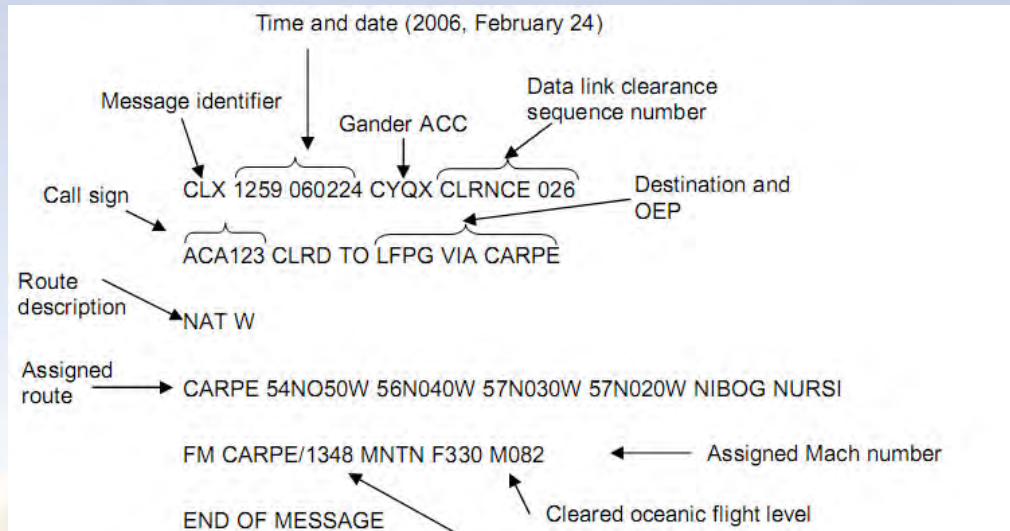 Time and date (2006, February 24)
Message identifier
Gander ACC
Data link clearance
sequence number
CLX 1259 060224 CYQX CLRNCE 026
Call sign
Destination and
OEP
ACA123 CLRD TO LFPG VIA CARPE
Route
description
NAT W
Assigned
route
CARPE 54NO50W 56N040W 57N030W 57N020W NIBOG NURSI
FM CARPE/1348 MNTN F330 M082
Assigned Mach number
Cleared oceanic flight level
END OF MESSAGE